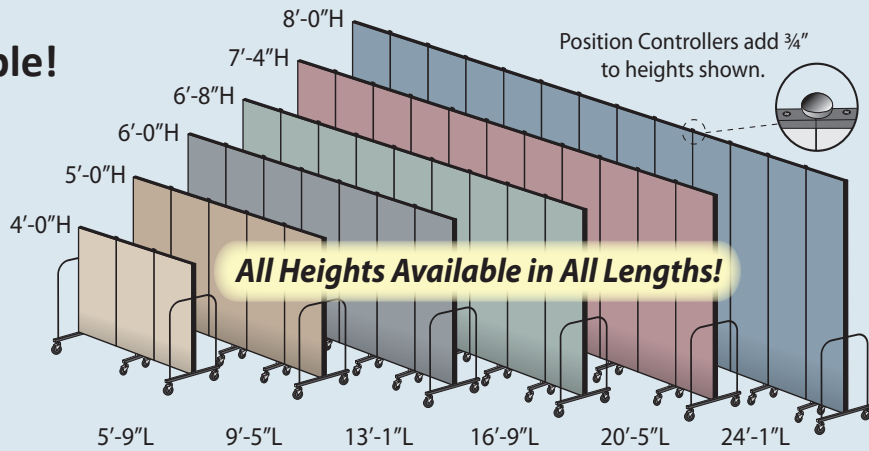 ble!
8’-0”H
7’-4”H
6’-8”H
6’-0”H
5’-0”H
4’-0”H
Position Controllers add ¾”
to heights shown.
All Heights Available in All Lengths!
5’-9”L 9’-5”L 13’-1”L 16’-9”L 20’-5”L 24’-1”L